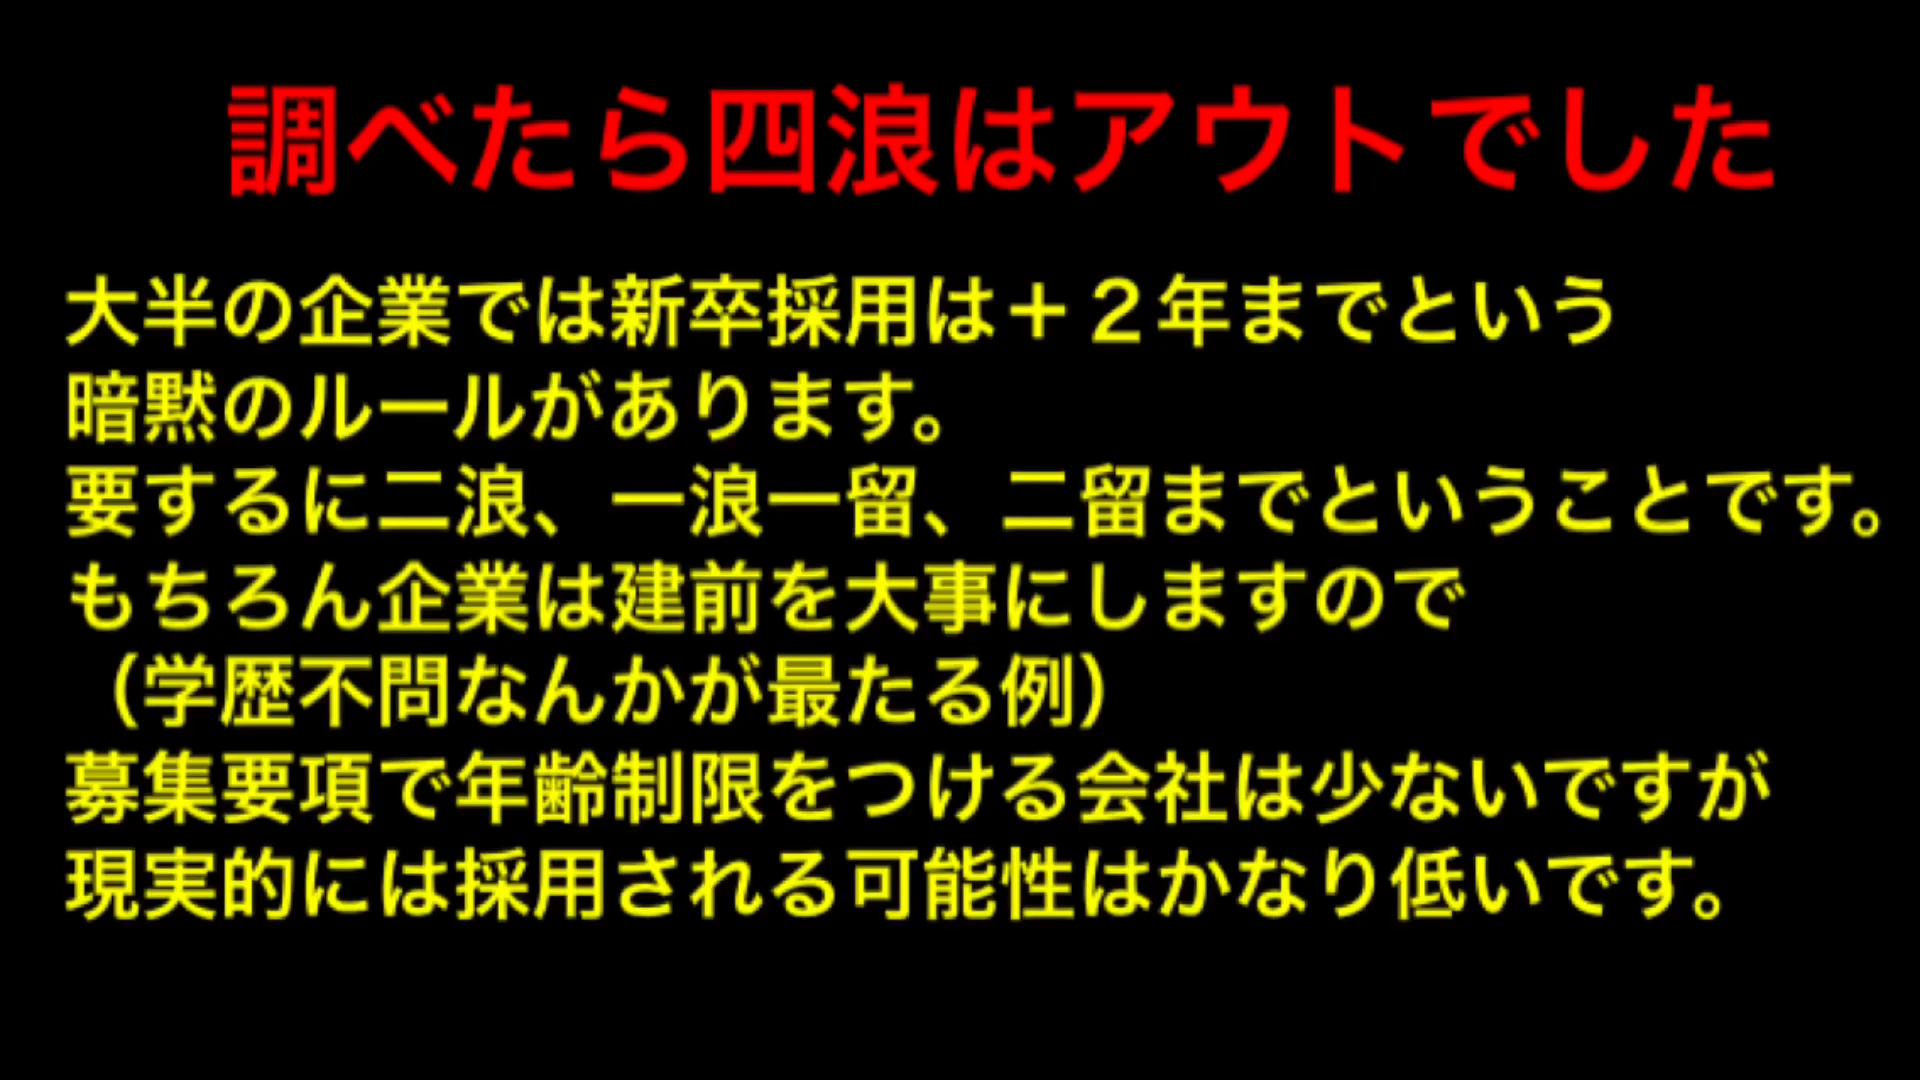 調べたら四浪はアウトでした
大半の企業では新卒採用は＋２年までという
暗黙のルールがあります。
要するに二浪、一浪一留、二留までということです。
もちろん企業は建前を大事にしますので
（学歴不問なんかが最たる例）
募集要項で年齢制限をつける会社は少ないですが
現実的には採用される可能性はかなり低いです。